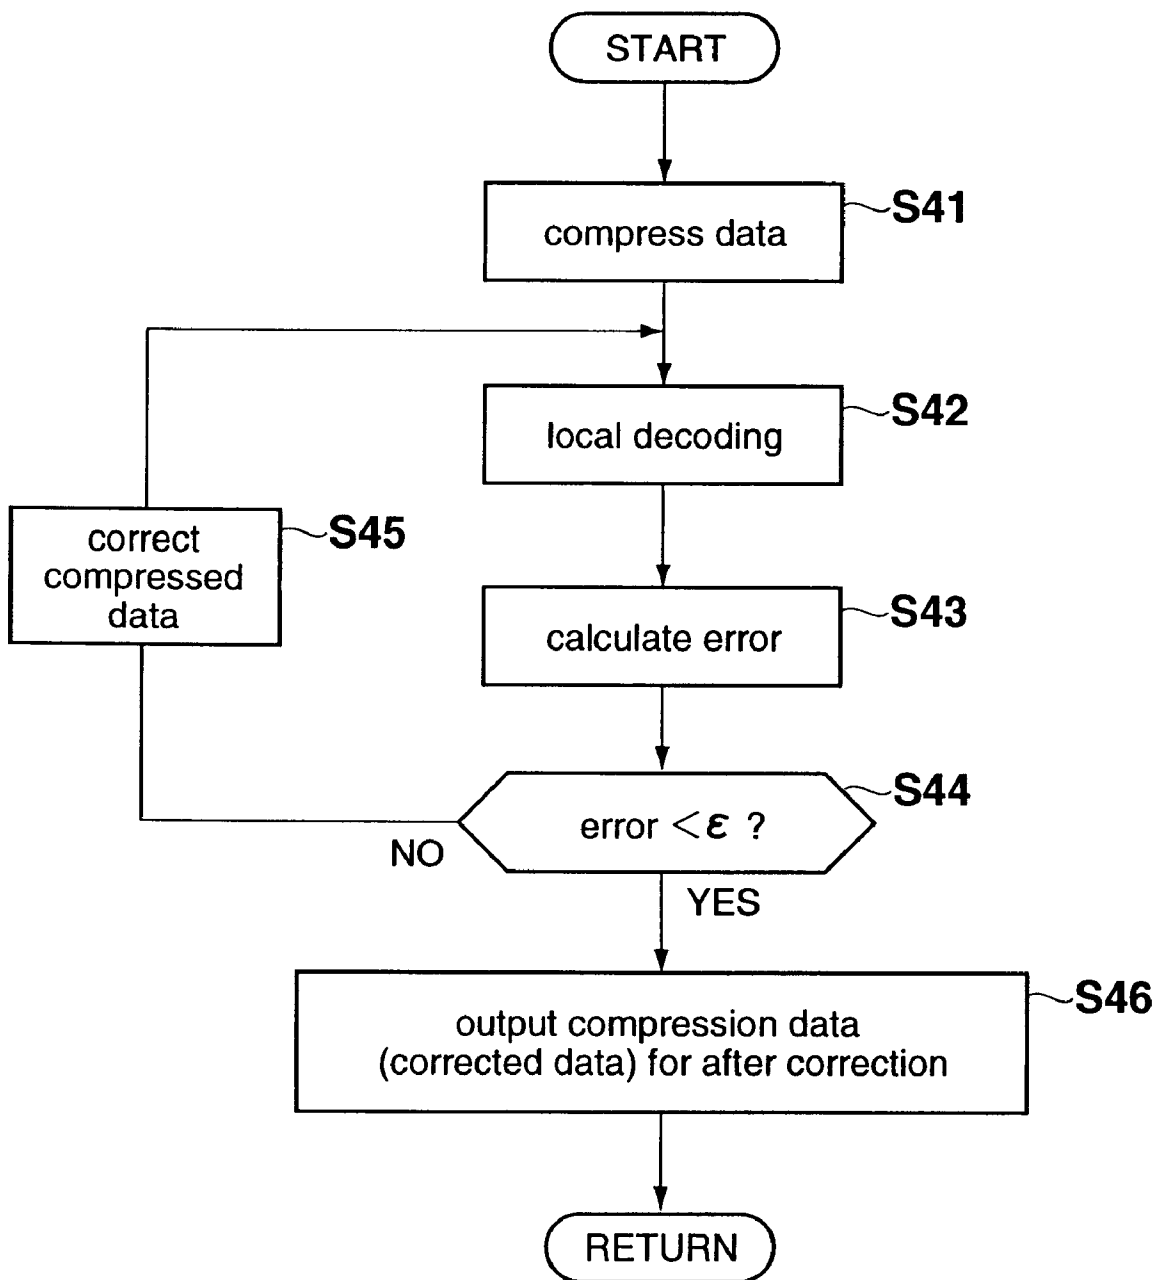 START
compress data
S41
local decoding
S42
correct
compressed
data
S45
calculate error
S43
error <ε ?
S44
NO
YES
output compression data
(corrected data) for after correction
S46
RETURN